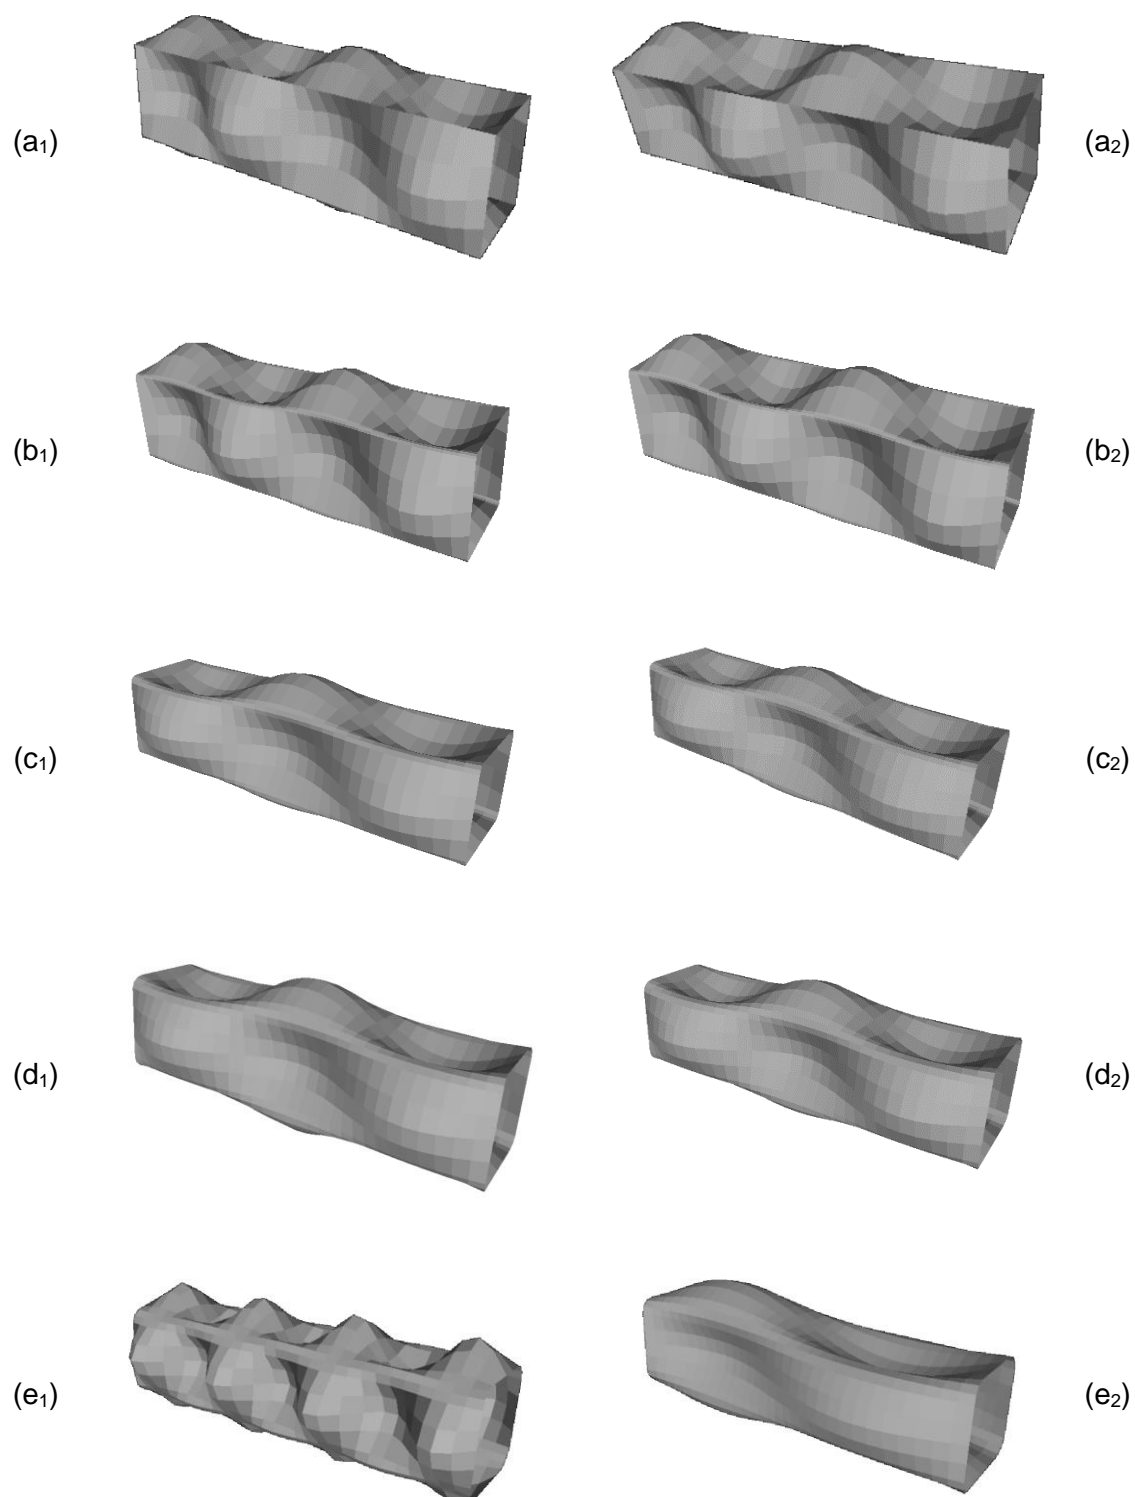 (a₁) (a₂)
(b₁) (b₂)
(c₁) (c₂)
(d₁) (d₂)
(e₁) (e₂)